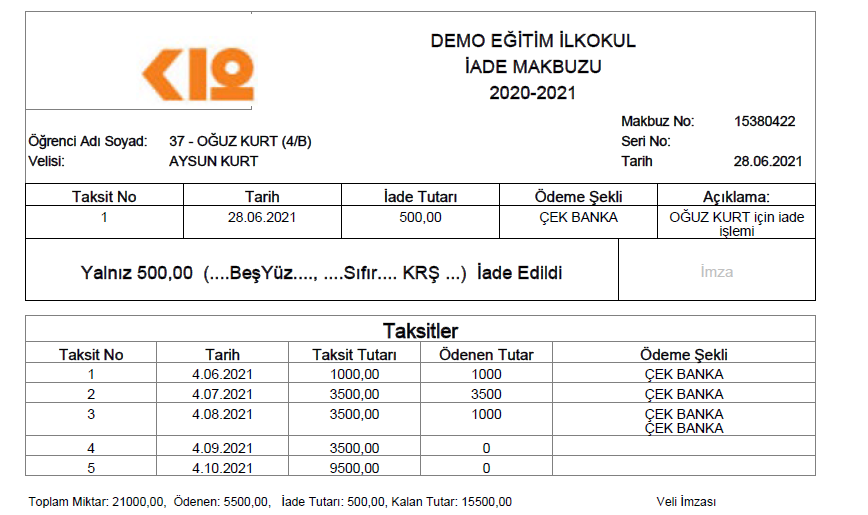 K12
DEMO EĞİTİM İLKOKUL
İADE MAKBUZU
2020-2021
Makbuz No: 15380422
Öğrenci Adı Soyad: 37 - OĞUZ KURT (4/B) Seri No:
Velisi: AYSUN KURT Tarih 28.06.2021
Taksit No Tarih İade Tutarı Ödeme Şekli Açıklama:
1 28.06.2021 500,00 ÇEK BANKA OĞUZ KURT için iade
işlemi
Yalnız 500,00 (....BeşYüz...., ....Sıfır.... KRŞ ...) İade Edildi İmza
Taksitler
Taksit No Tarih Taksit Tutarı Ödenen Tutar Ödeme Şekli
1 4.06.2021 1000,00 1000 ÇEK BANKA
2 4.07.2021 3500,00 3500 ÇEK BANKA
3 4.08.2021 3500,00 1000 ÇEK BANKA
ÇEK BANKA
4 4.09.2021 3500,00 0
5 4.10.2021 9500,00 0
Toplam Miktar: 21000,00, Ödenen: 5500,00, İade Tutarı: 500,00, Kalan Tutar: 15500,00 Veli İmzası